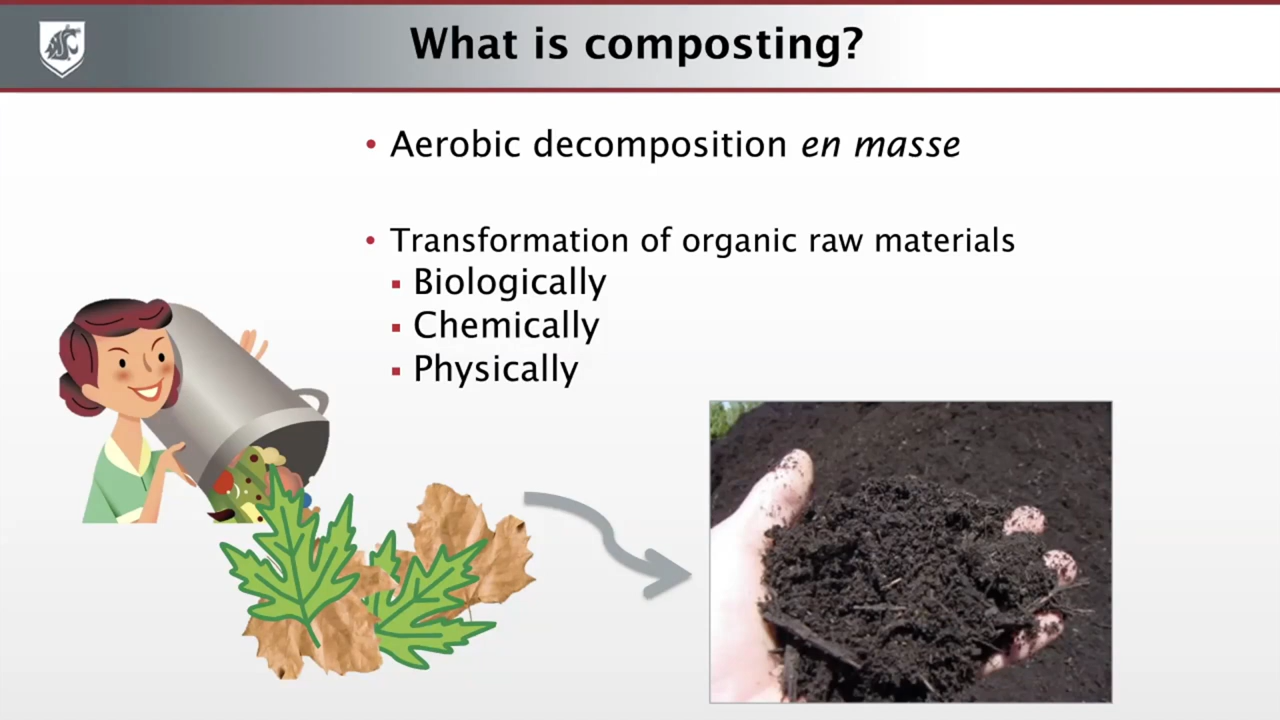 What is composting?
• Aerobic decomposition en masse
• Transformation of organic raw materials
▪ Biologically
▪ Chemically
▪ Physically